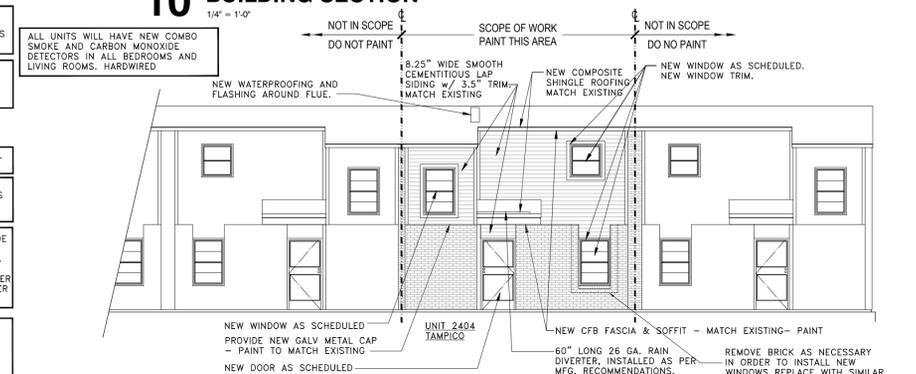 10 BUILDING SECTION
1/4" = 1'-0"
ALL UNITS WILL HAVE NEW COMBO
SMOKE AND CARBON MONOXIDE
DETECTORS IN ALL BEDROOMS AND
LIVING ROOMS. HARDWIRED
NOT IN SCOPE
DO NOT PAINT
SCOPE OF WORK
PAINT THIS AREA
NOT IN SCOPE
DO NO PAINT
NEW WATERPROOFING AND
FLASHING AROUND FLUE.
8.25" WIDE SMOOTH
CEMENTITIOUS LAP
SIDING w/ 3.5" TRIM.
MATCH EXISTING
NEW COMPOSITE
SHINGLE ROOFING
MATCH EXISTING
NEW WINDOW AS SCHEDULED.
NEW WINDOW TRIM.
NEW WINDOW AS SCHEDULED
PROVIDE NEW GALV METAL CAP
- PAINT TO MATCH EXISTING
NEW DOOR AS SCHEDULED
UNIT 2404
TAMPICO
NEW CFB FASCIA & SOFFIT - MATCH EXISTING- PAINT
60" LONG 26 GA. RAIN
DIVERTER, INSTALLED AS PER
MFG. RECOMMENDATIONS.
REMOVE BRICK AS NECESSARY
IN ORDER TO INSTALL NEW
WINDOWS REPLACE WITH SIMILAR